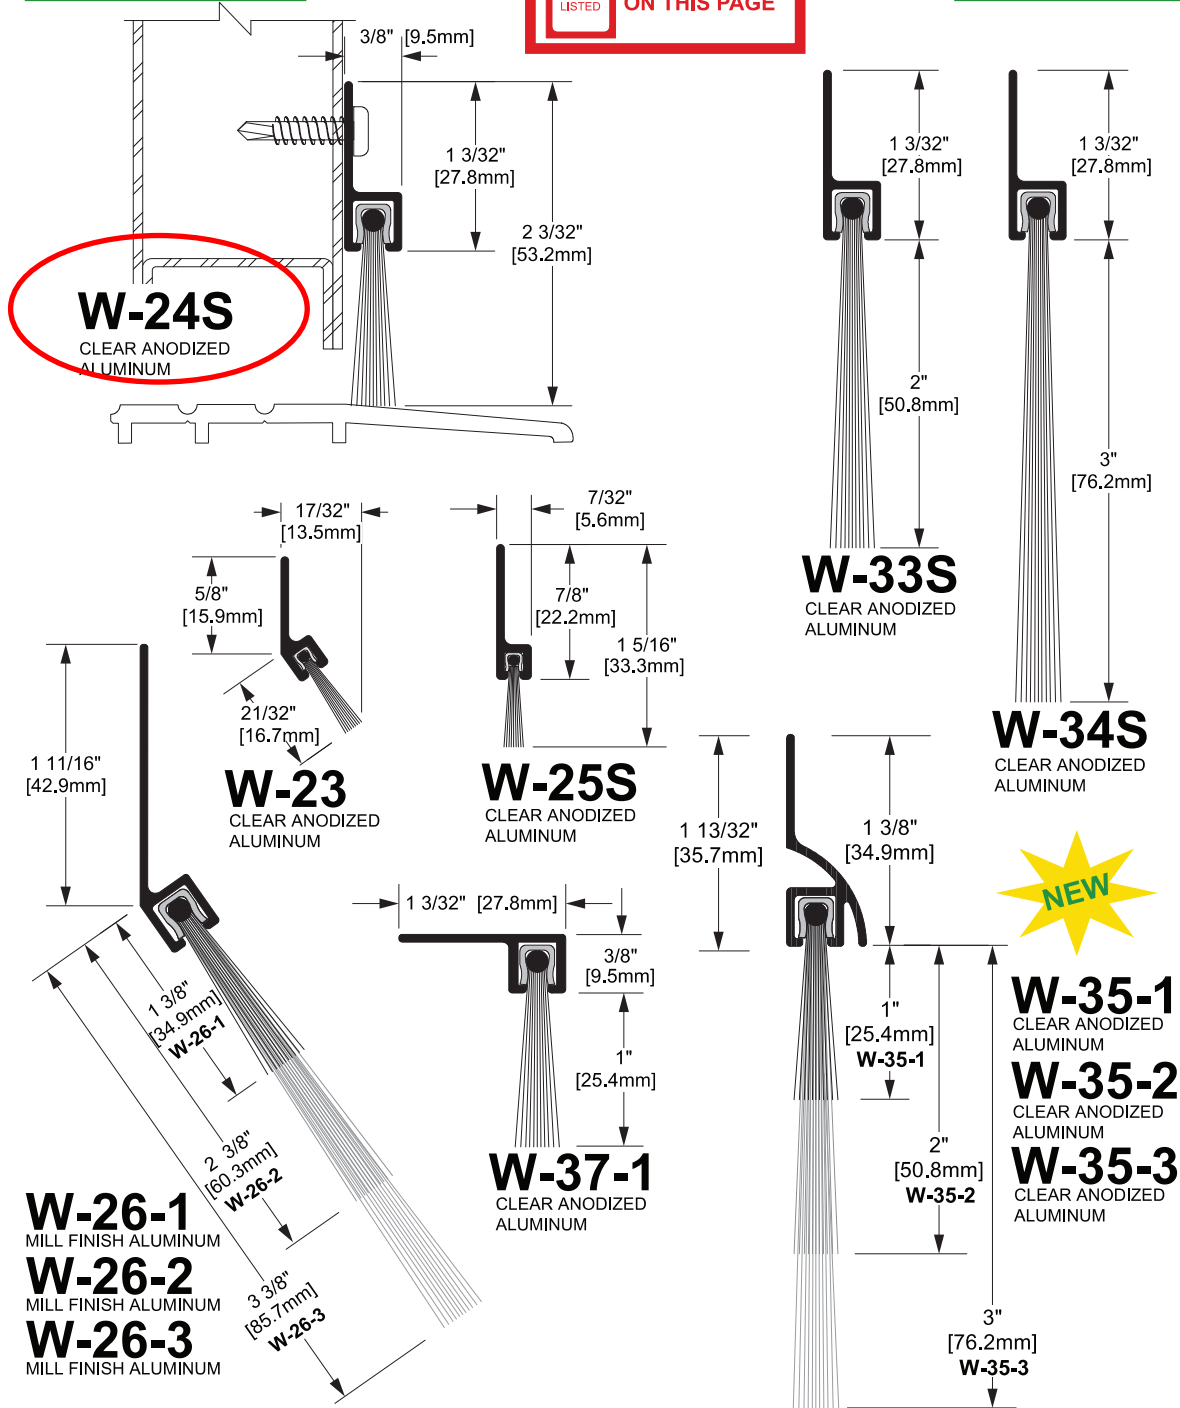 LISTED
ON THIS PAGE
3/8" [9.5mm]
1 3/32"
[27.8mm]
2 3/32"
[53.2mm]
W-24S
CLEAR ANODIZED
ALUMINUM
1 3/32"
[27.8mm]
2"
[50.8mm]
W-33S
CLEAR ANODIZED
ALUMINUM
1 3/32"
[27.8mm]
3"
[76.2mm]
W-34S
CLEAR ANODIZED
ALUMINUM
17/32"
[13.5mm]
5/8"
[15.9mm]
21/32"
[16.7mm]
W-23
CLEAR ANODIZED
ALUMINUM
7/32"
[5.6mm]
7/8"
[22.2mm]
1 5/16"
[33.3mm]
W-25S
CLEAR ANODIZED
ALUMINUM
1 11/16"
[42.9mm]
1 3/8"
[34.9mm]
W-26-1
2 3/8"
[60.3mm]
W-26-2
3 3/8"
[85.7mm]
W-26-3
W-26-1
MILL FINISH ALUMINUM
W-26-2
MILL FINISH ALUMINUM
W-26-3
MILL FINISH ALUMINUM
1 3/32" [27.8mm]
3/8"
[9.5mm]
1"
[25.4mm]
W-37-1
CLEAR ANODIZED
ALUMINUM
1 13/32"
[35.7mm]
1 3/8"
[34.9mm]
1"
[25.4mm]
W-35-1
2"
[50.8mm]
W-35-2
3"
[76.2mm]
W-35-3
NEW
W-35-1
CLEAR ANODIZED
ALUMINUM
W-35-2
CLEAR ANODIZED
ALUMINUM
W-35-3
CLEAR ANODIZED
ALUMINUM